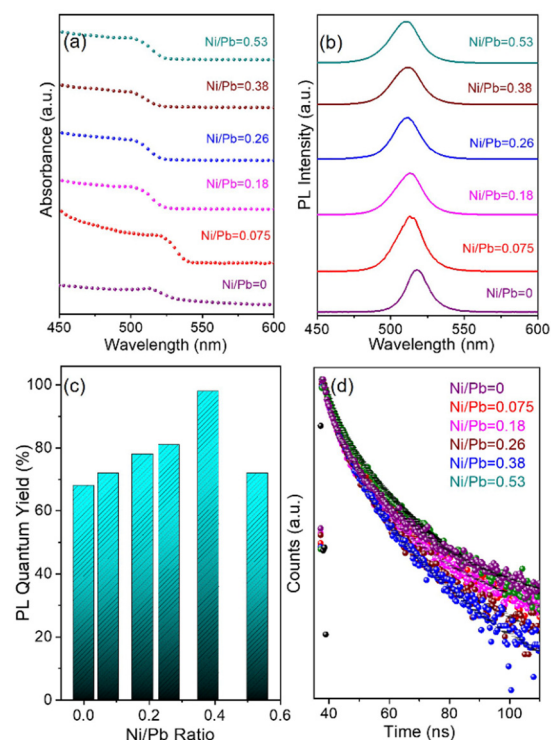 (a)
Ni/Pb=0.53
Ni/Pb=0.38
Ni/Pb=0.26
Ni/Pb=0.18
Ni/Pb=0.075
Ni/Pb=0
Absorbance (a.u.)
450 500 550 600
Wavelength (nm)
(b)
Ni/Pb=0.53
Ni/Pb=0.38
Ni/Pb=0.26
Ni/Pb=0.18
Ni/Pb=0.075
Ni/Pb=0
PL Intensity (a.u.)
450 500 550 600
Wavelength (nm)
(c)
PL Quantum Yield (%)
100
80
60
40
20
0
0.0 0.2 0.4 0.6
Ni/Pb Ratio
(d)
Ni/Pb=0
Ni/Pb=0.075
Ni/Pb=0.18
Ni/Pb=0.26
Ni/Pb=0.38
Ni/Pb=0.53
Counts (a.u.)
40 60 80 100
Time (ns)